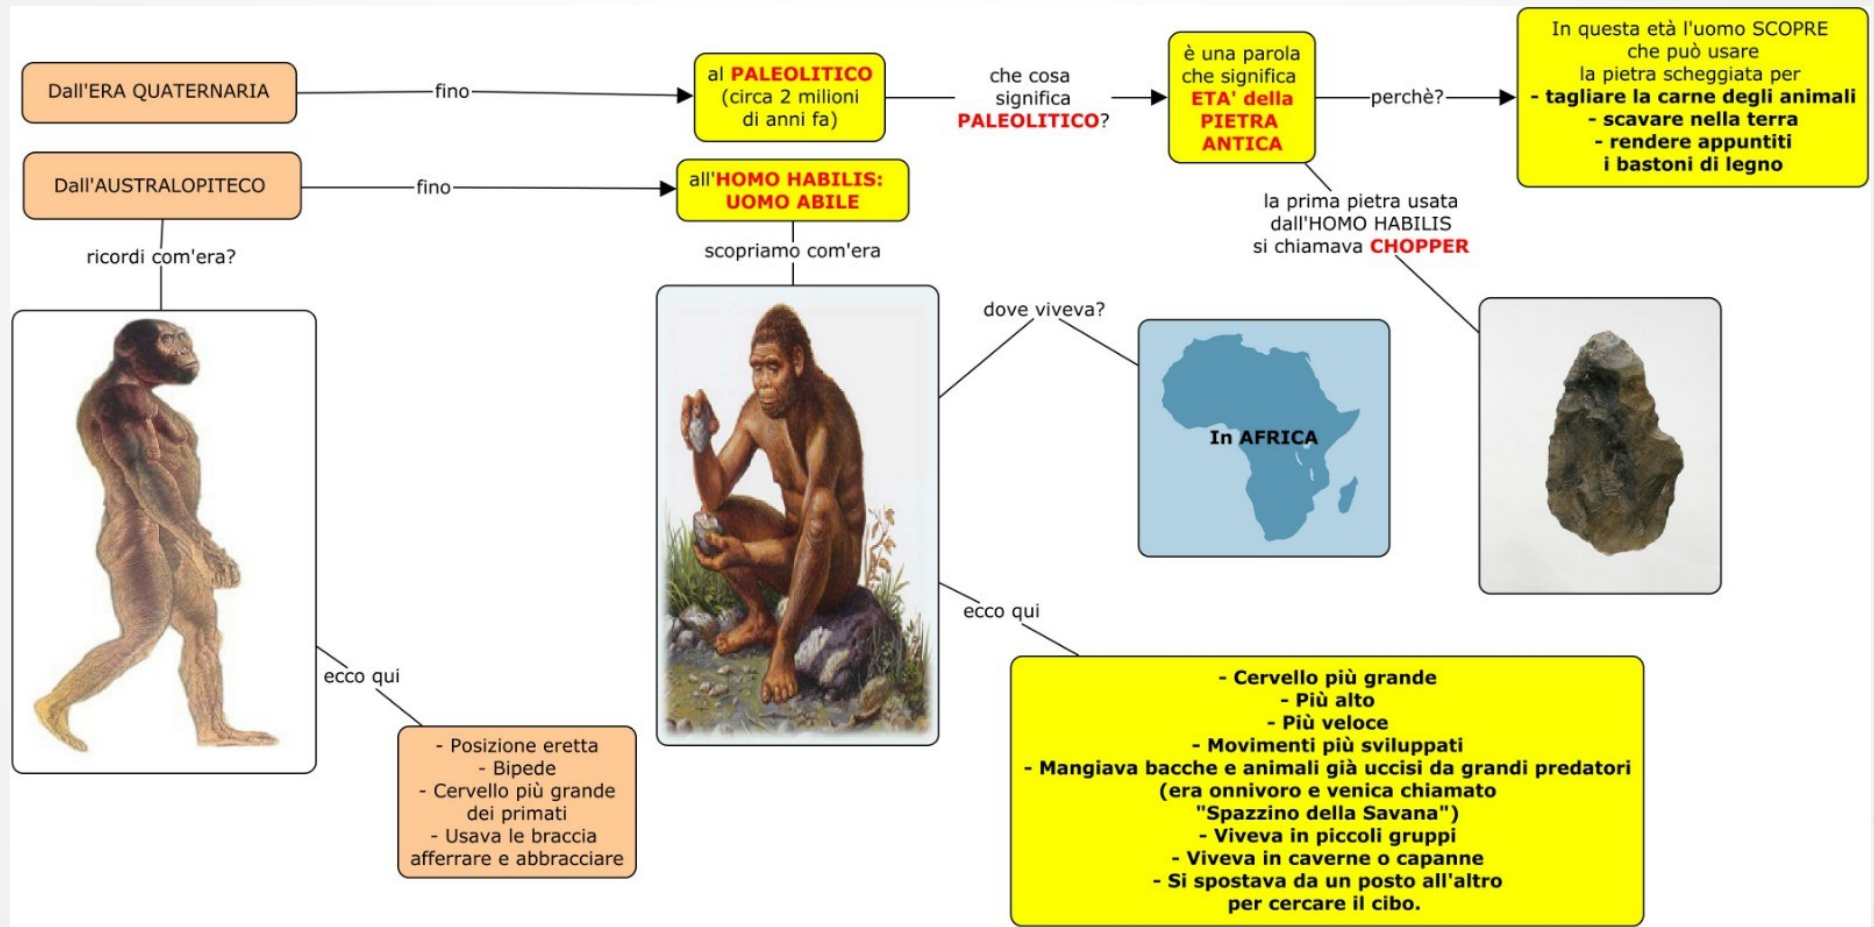 Dall'ERA QUATERNARIA
fino
al PALEOLITICO
(circa 2 milioni
di anni fa)
che cosa
significa
PALEOLITICO?
è una parola
che significa
ETA' della
PIETRA
ANTICA
perchè?
In questa età l'uomo SCOPRE
che può usare
la pietra scheggiata per
- tagliare la carne degli animali
- scavare nella terra
- rendere appuntiti
i bastoni di legno
Dall'AUSTRALOPITECO
fino
all'HOMO HABILIS:
UOMO ABILE
la prima pietra usata
dall'HOMO HABILIS
si chiamava CHOPPER
ricordi com'era?
scopriamo com'era
dove viveva?
In AFRICA
ecco qui
- Posizione eretta
- Bipede
- Cervello più grande
dei primati
- Usava le braccia
afferrare e abbracciare
ecco qui
- Cervello più grande
- Più alto
- Più veloce
- Movimenti più sviluppati
- Mangiava bacche e animali già uccisi da grandi predatori
(era onnivoro e venica chiamato
"Spazzino della Savana")
- Viveva in piccoli gruppi
- Viveva in caverne o capanne
- Si spostava da un posto all'altro
per cercare il cibo.